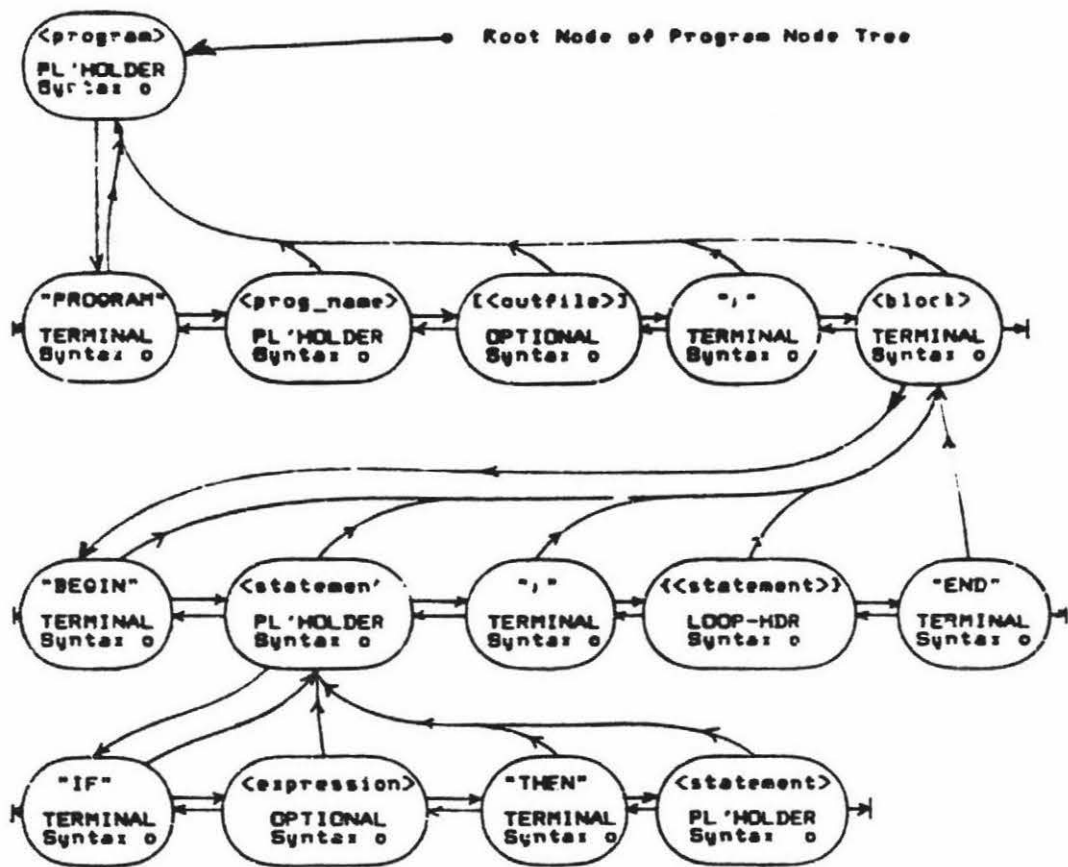 <program>
PL'HOLDER
Syntax o
Root Node of Program Node Tree
"PROGRAM"
TERMINAL
Syntax o
<prog_name>
PL'HOLDER
Syntax o
[<outfile>]
OPTIONAL
Syntax o
";"
TERMINAL
Syntax o
<block>
TERMINAL
Syntax o
"BEGIN"
TERMINAL
Syntax o
<statemen'
PL'HOLDER
Syntax o
";"
TERMINAL
Syntax o
{<statement>}
LOOP-HDR
Syntax o
"END"
TERMINAL
Syntax o
"IF"
TERMINAL
Syntax o
<expression>
OPTIONAL
Syntax o
"THEN"
TERMINAL
Syntax o
<statement>
PL'HOLDER
Syntax o